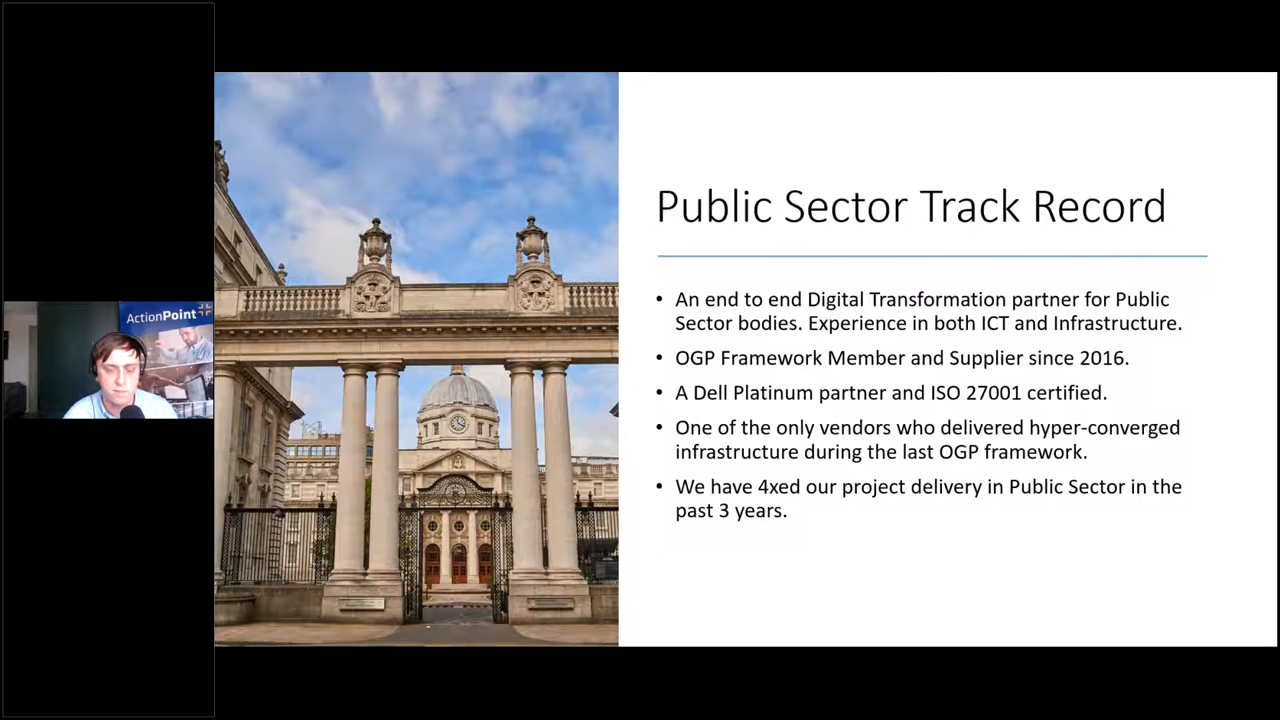 ActionPoint
Public Sector Track Record
• An end to end Digital Transformation partner for Public
Sector bodies. Experience in both ICT and Infrastructure.
• OGP Framework Member and Supplier since 2016.
• A Dell Platinum partner and ISO 27001 certified.
• One of the only vendors who delivered hyper-converged
infrastructure during the last OGP framework.
• We have 4xed our project delivery in Public Sector in the
past 3 years.